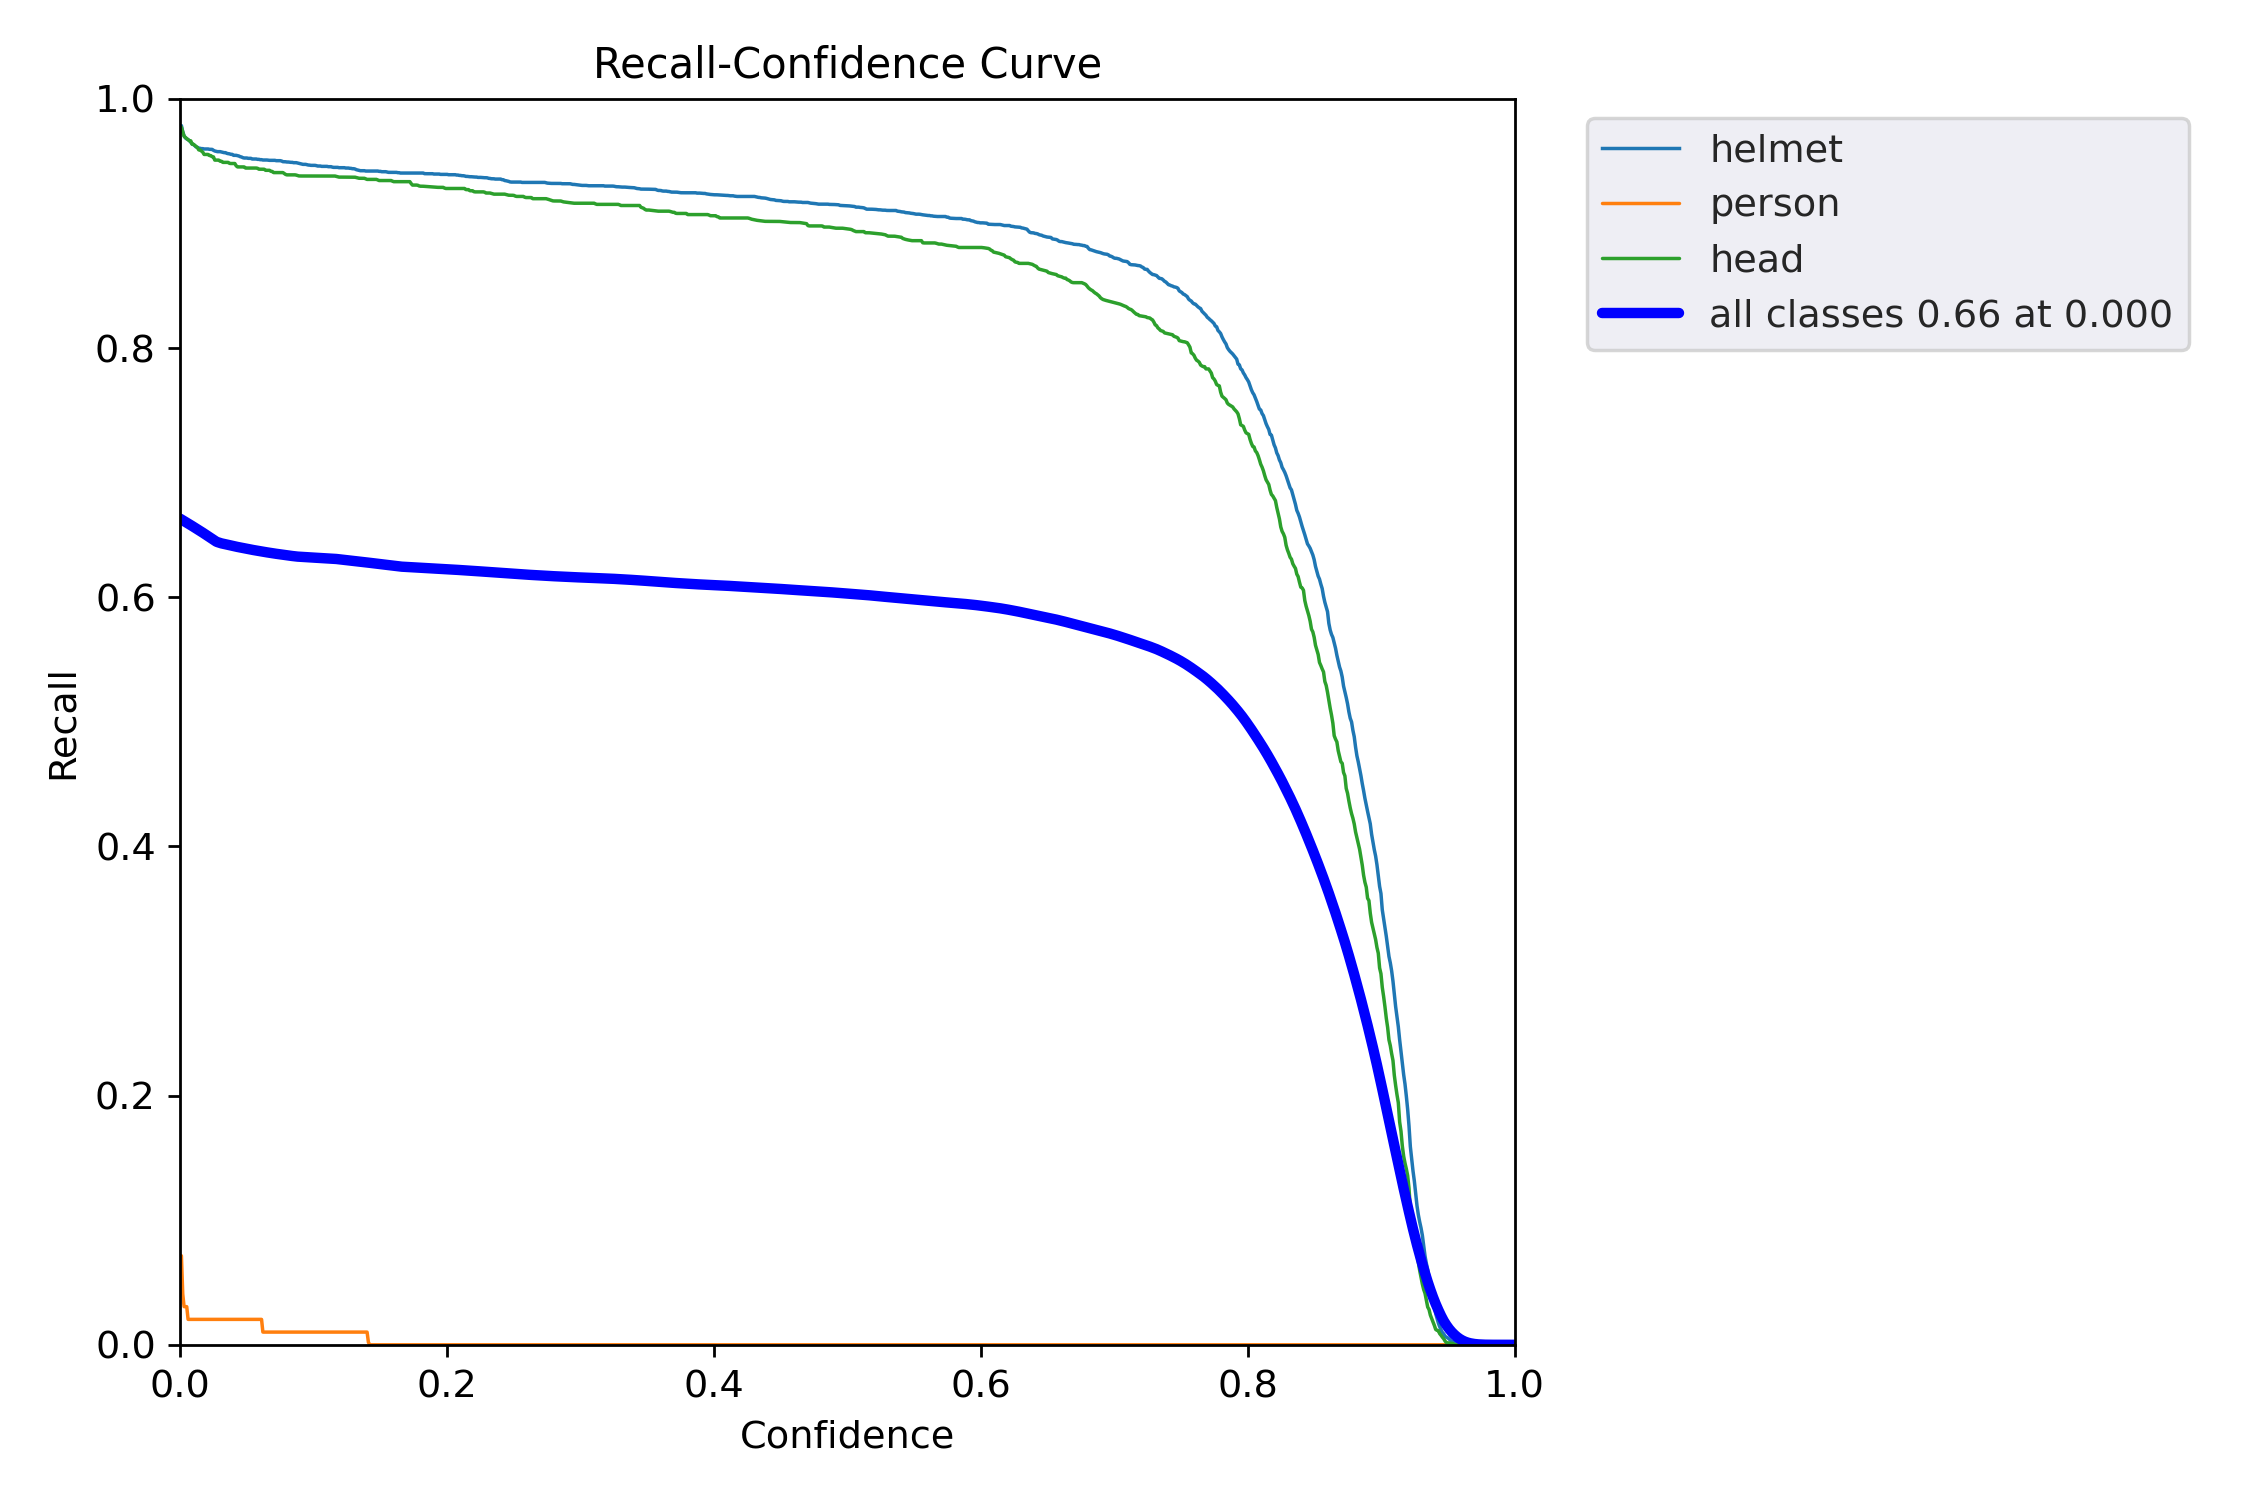 Recall-Confidence Curve
1.0
0.8
0.6
0.4
0.2
0.0
Recall
0.0 0.2 0.4 0.6 0.8 1.0
Confidence
helmet
person
head
all classes 0.66 at 0.000